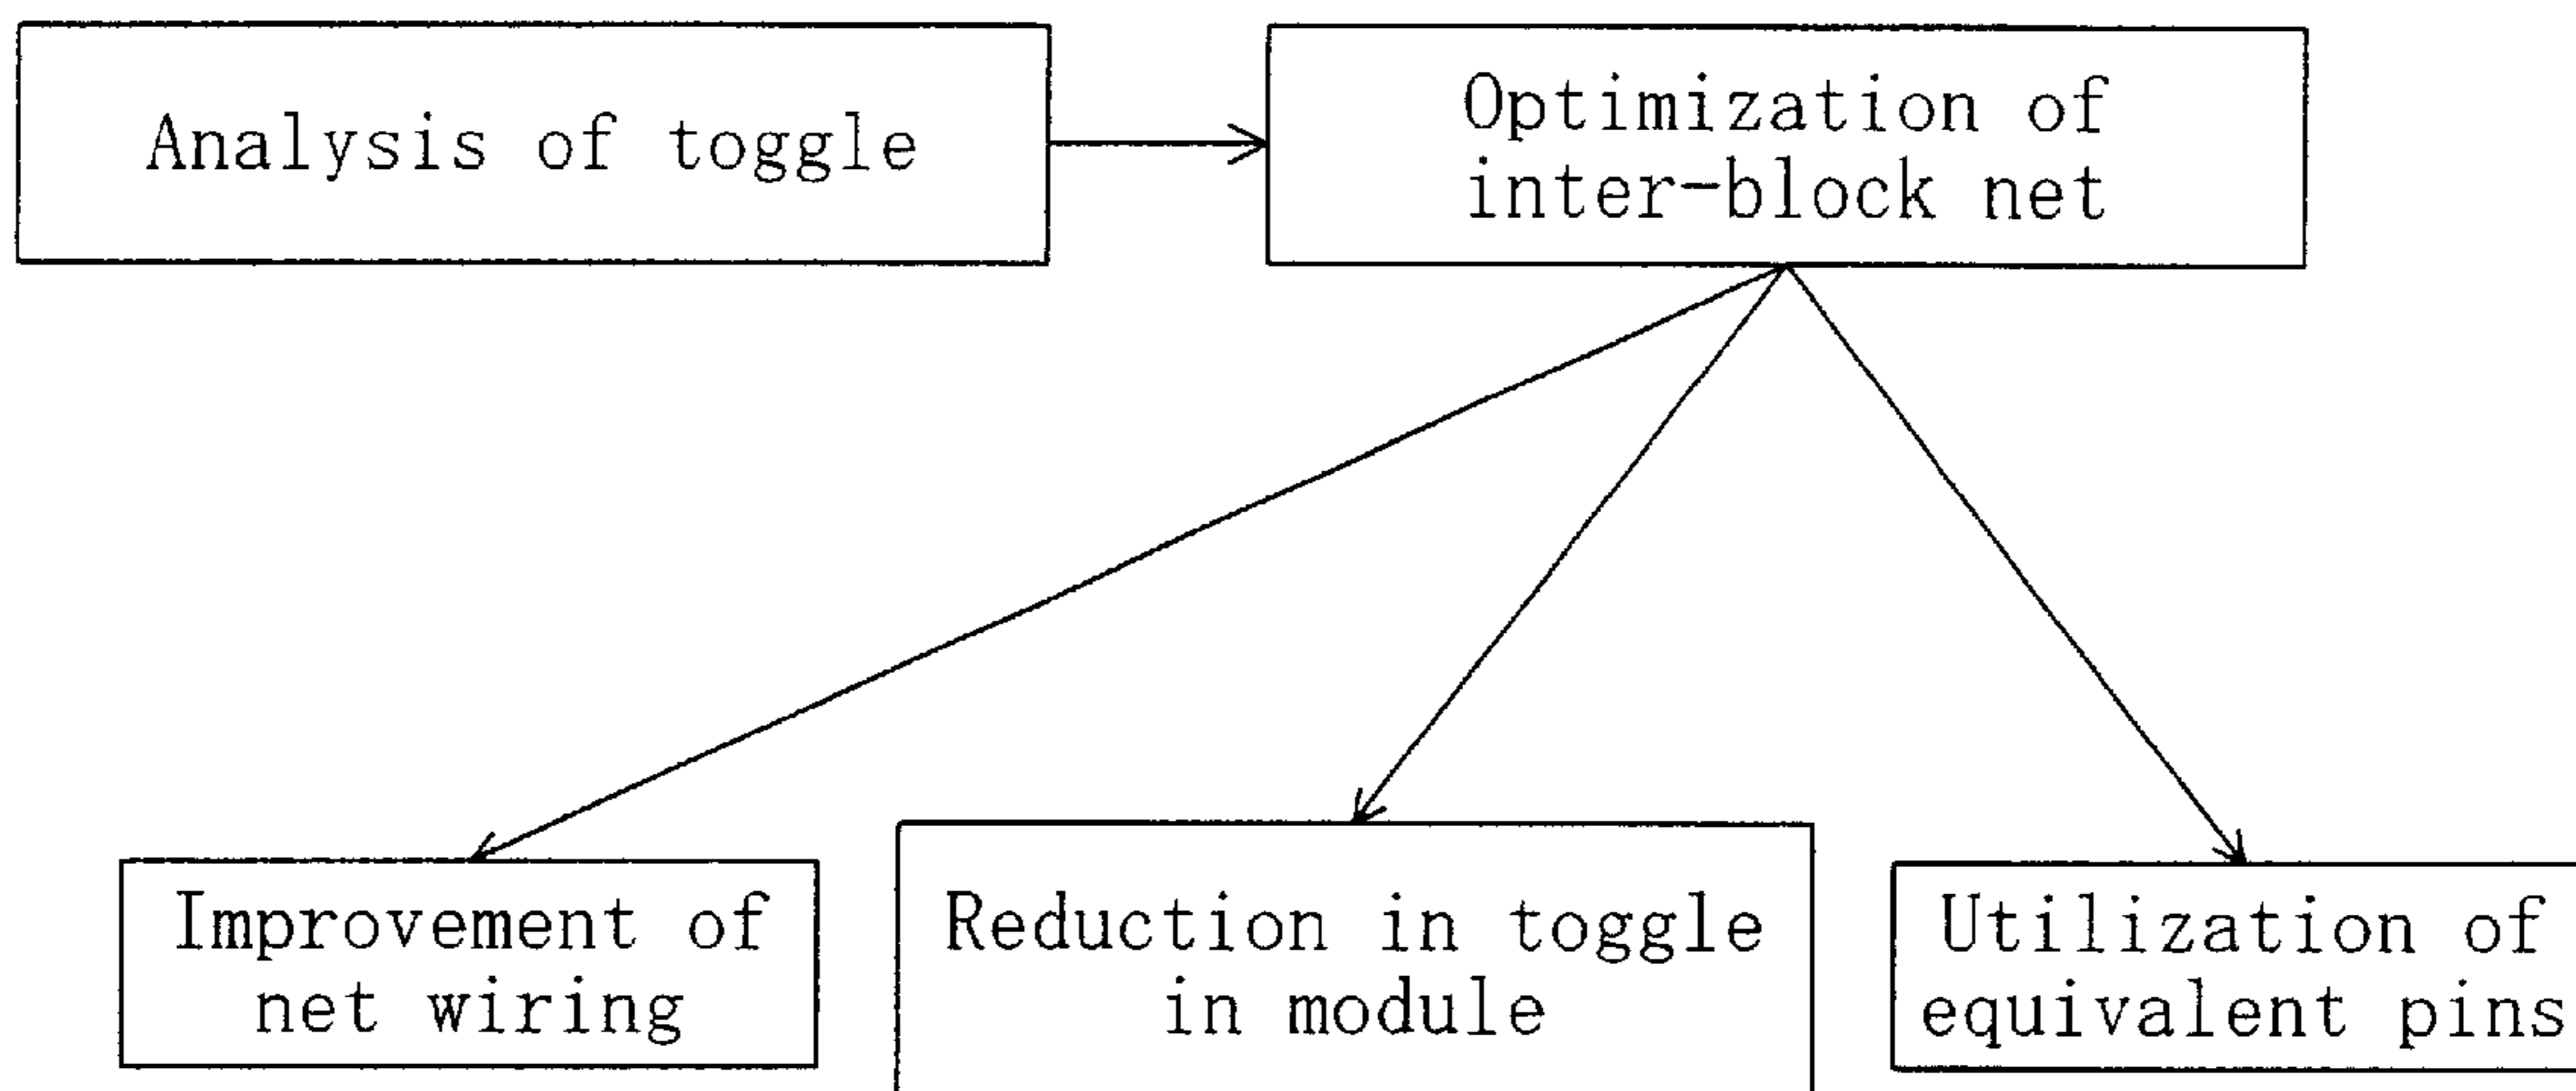 Analysis of toggle
Optimization of
inter-block net
Improvement of
net wiring
Reduction in toggle
in module
Utilization of
equivalent pins